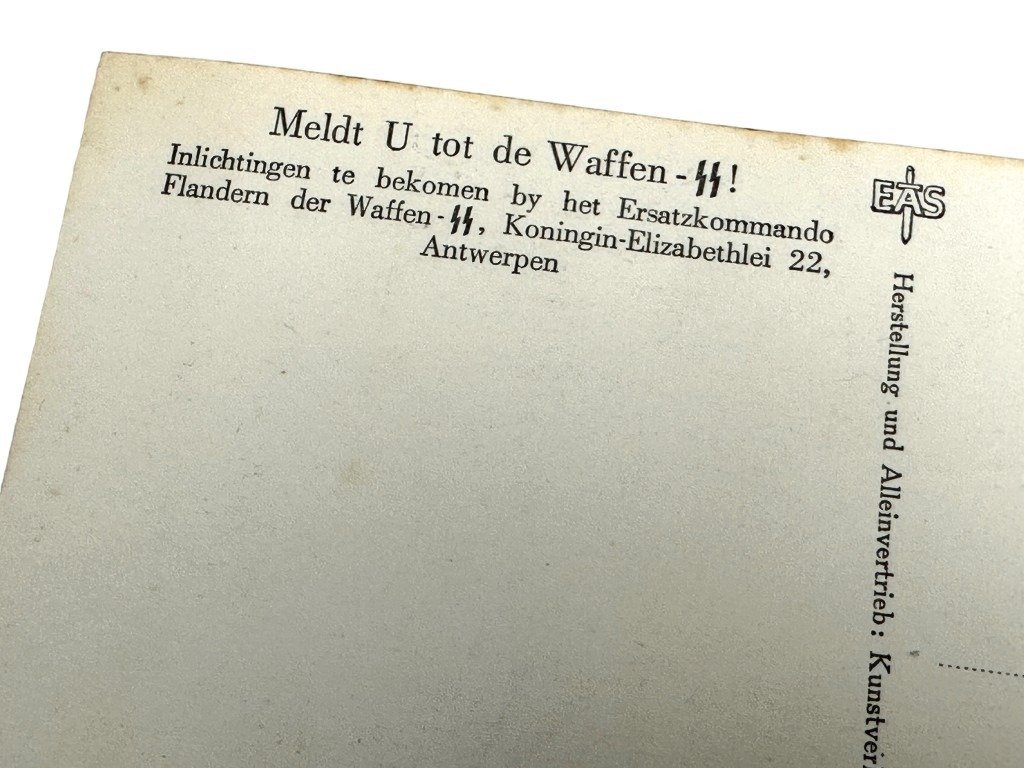 Meldt U tot de Waffen-ᛋᛋ!
Inlichtingen te bekomen by het Ersatzkommando
Flandern der Waffen-ᛋᛋ, Koningin-Elizabethlei 22,
Antwerpen
EAS
Herstellung und Alleinvertrieb: